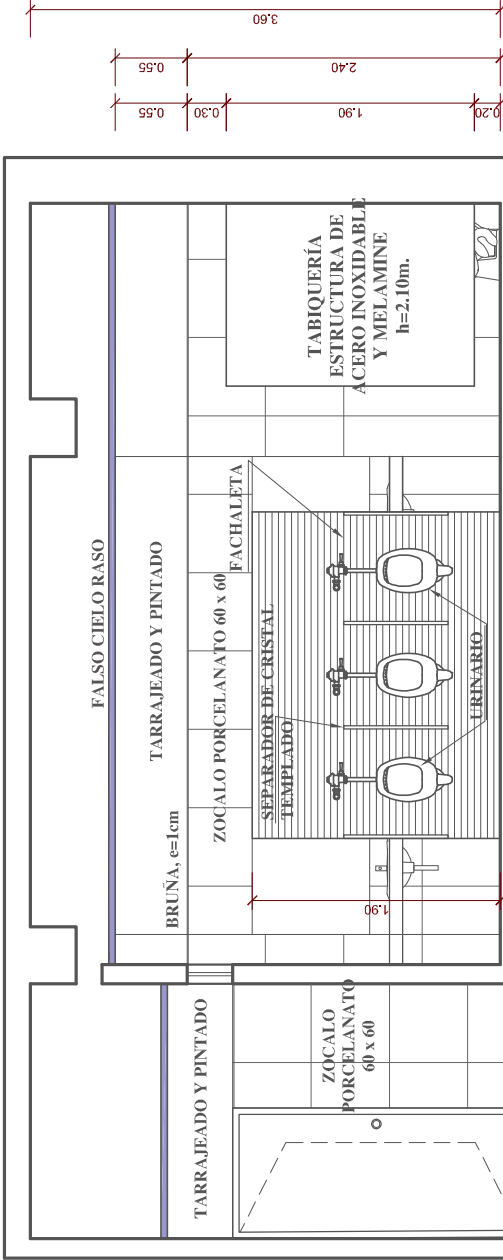 FALSO CIELO RASO
TARRAJEADO Y PINTADO
BRUÑA, e=1cm
ZOCALO PORCELANATO 60 x 60
FACHALETA
SEPARADOR DE CRISTAL
TEMPLADO
URINARIO
TABIQUERÍA
ESTRUCTURA DE
ACERO INOXIDABLE
Y MELAMINE
h=2.10m.
TARRAJEADO Y PINTADO
ZOCALO
PORCELANATO
60 x 60
1.90
3.60
0.55
2.40
0.55
0.30
1.90
0.20